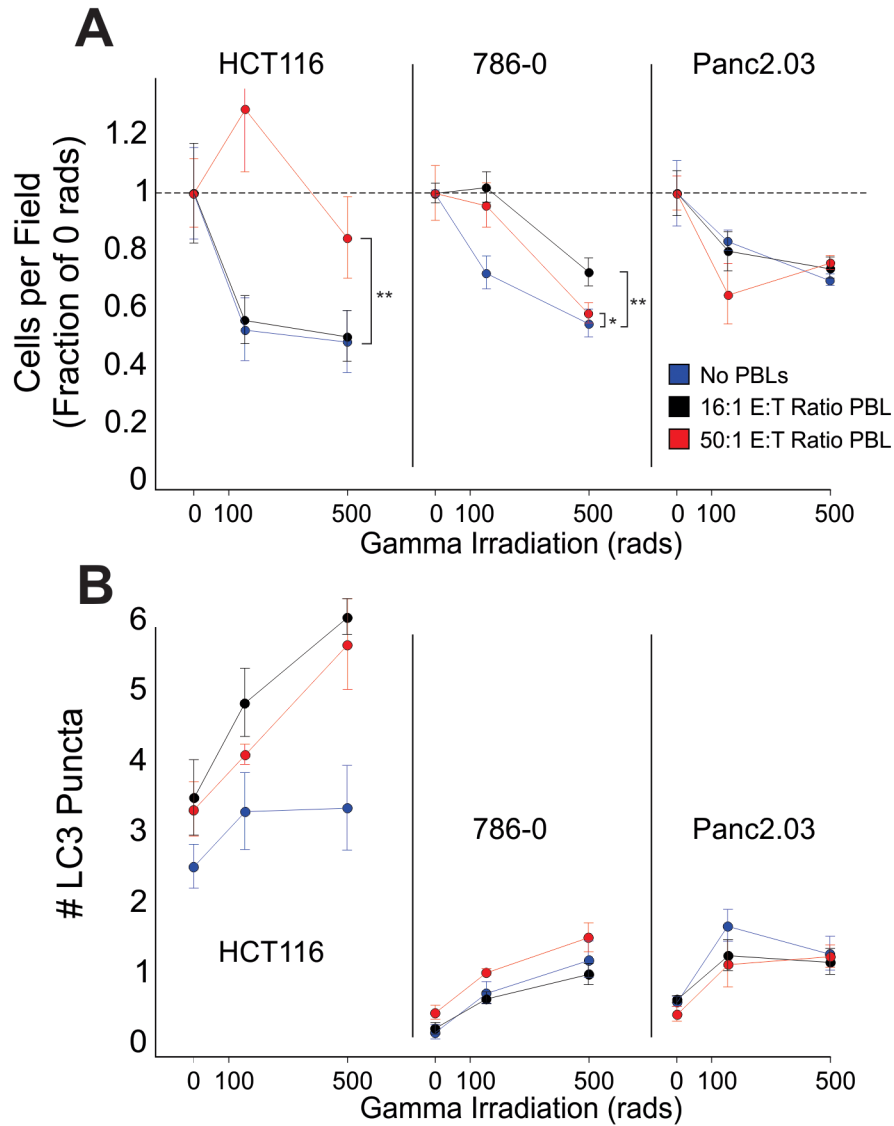 A
HCT116
786-0
Panc2.03
Cells per Field
(Fraction of 0 rads)
1.2
1
0.8
0.6
0.4
0.2
0
**
*
**
No PBLs
16:1 E:T Ratio PBL
50:1 E:T Ratio PBL
0 100 500 0 100 500 0 100 500
Gamma Irradiation (rads)
B
# LC3 Puncta
6
5
4
3
2
1
0
786-0
Panc2.03
HCT116
0 100 500 0 100 500 0 100 500
Gamma Irradiation (rads)